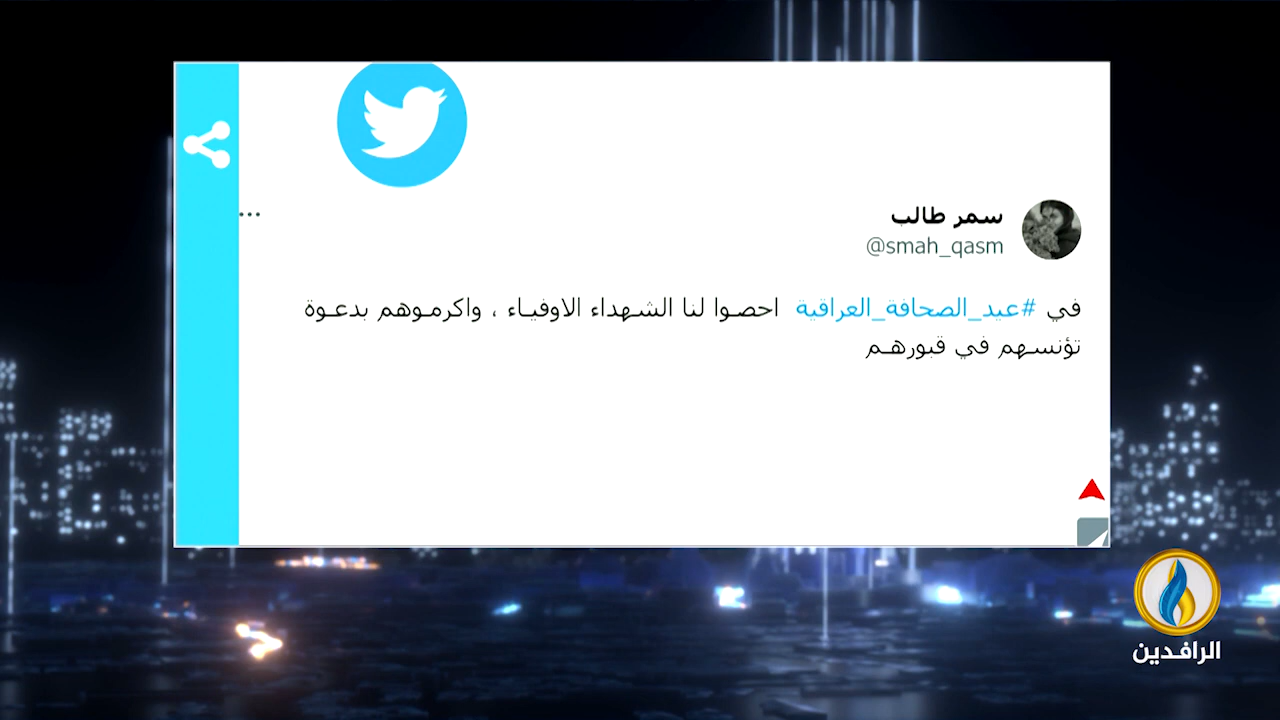 سمر طالب
@smah_qasm
في #عيد_الصحافة_العراقية احصوا لنا الشهداء الاوفياء ، واكرموهم بدعوة
تؤنسهم في قبورهم
الرافدين